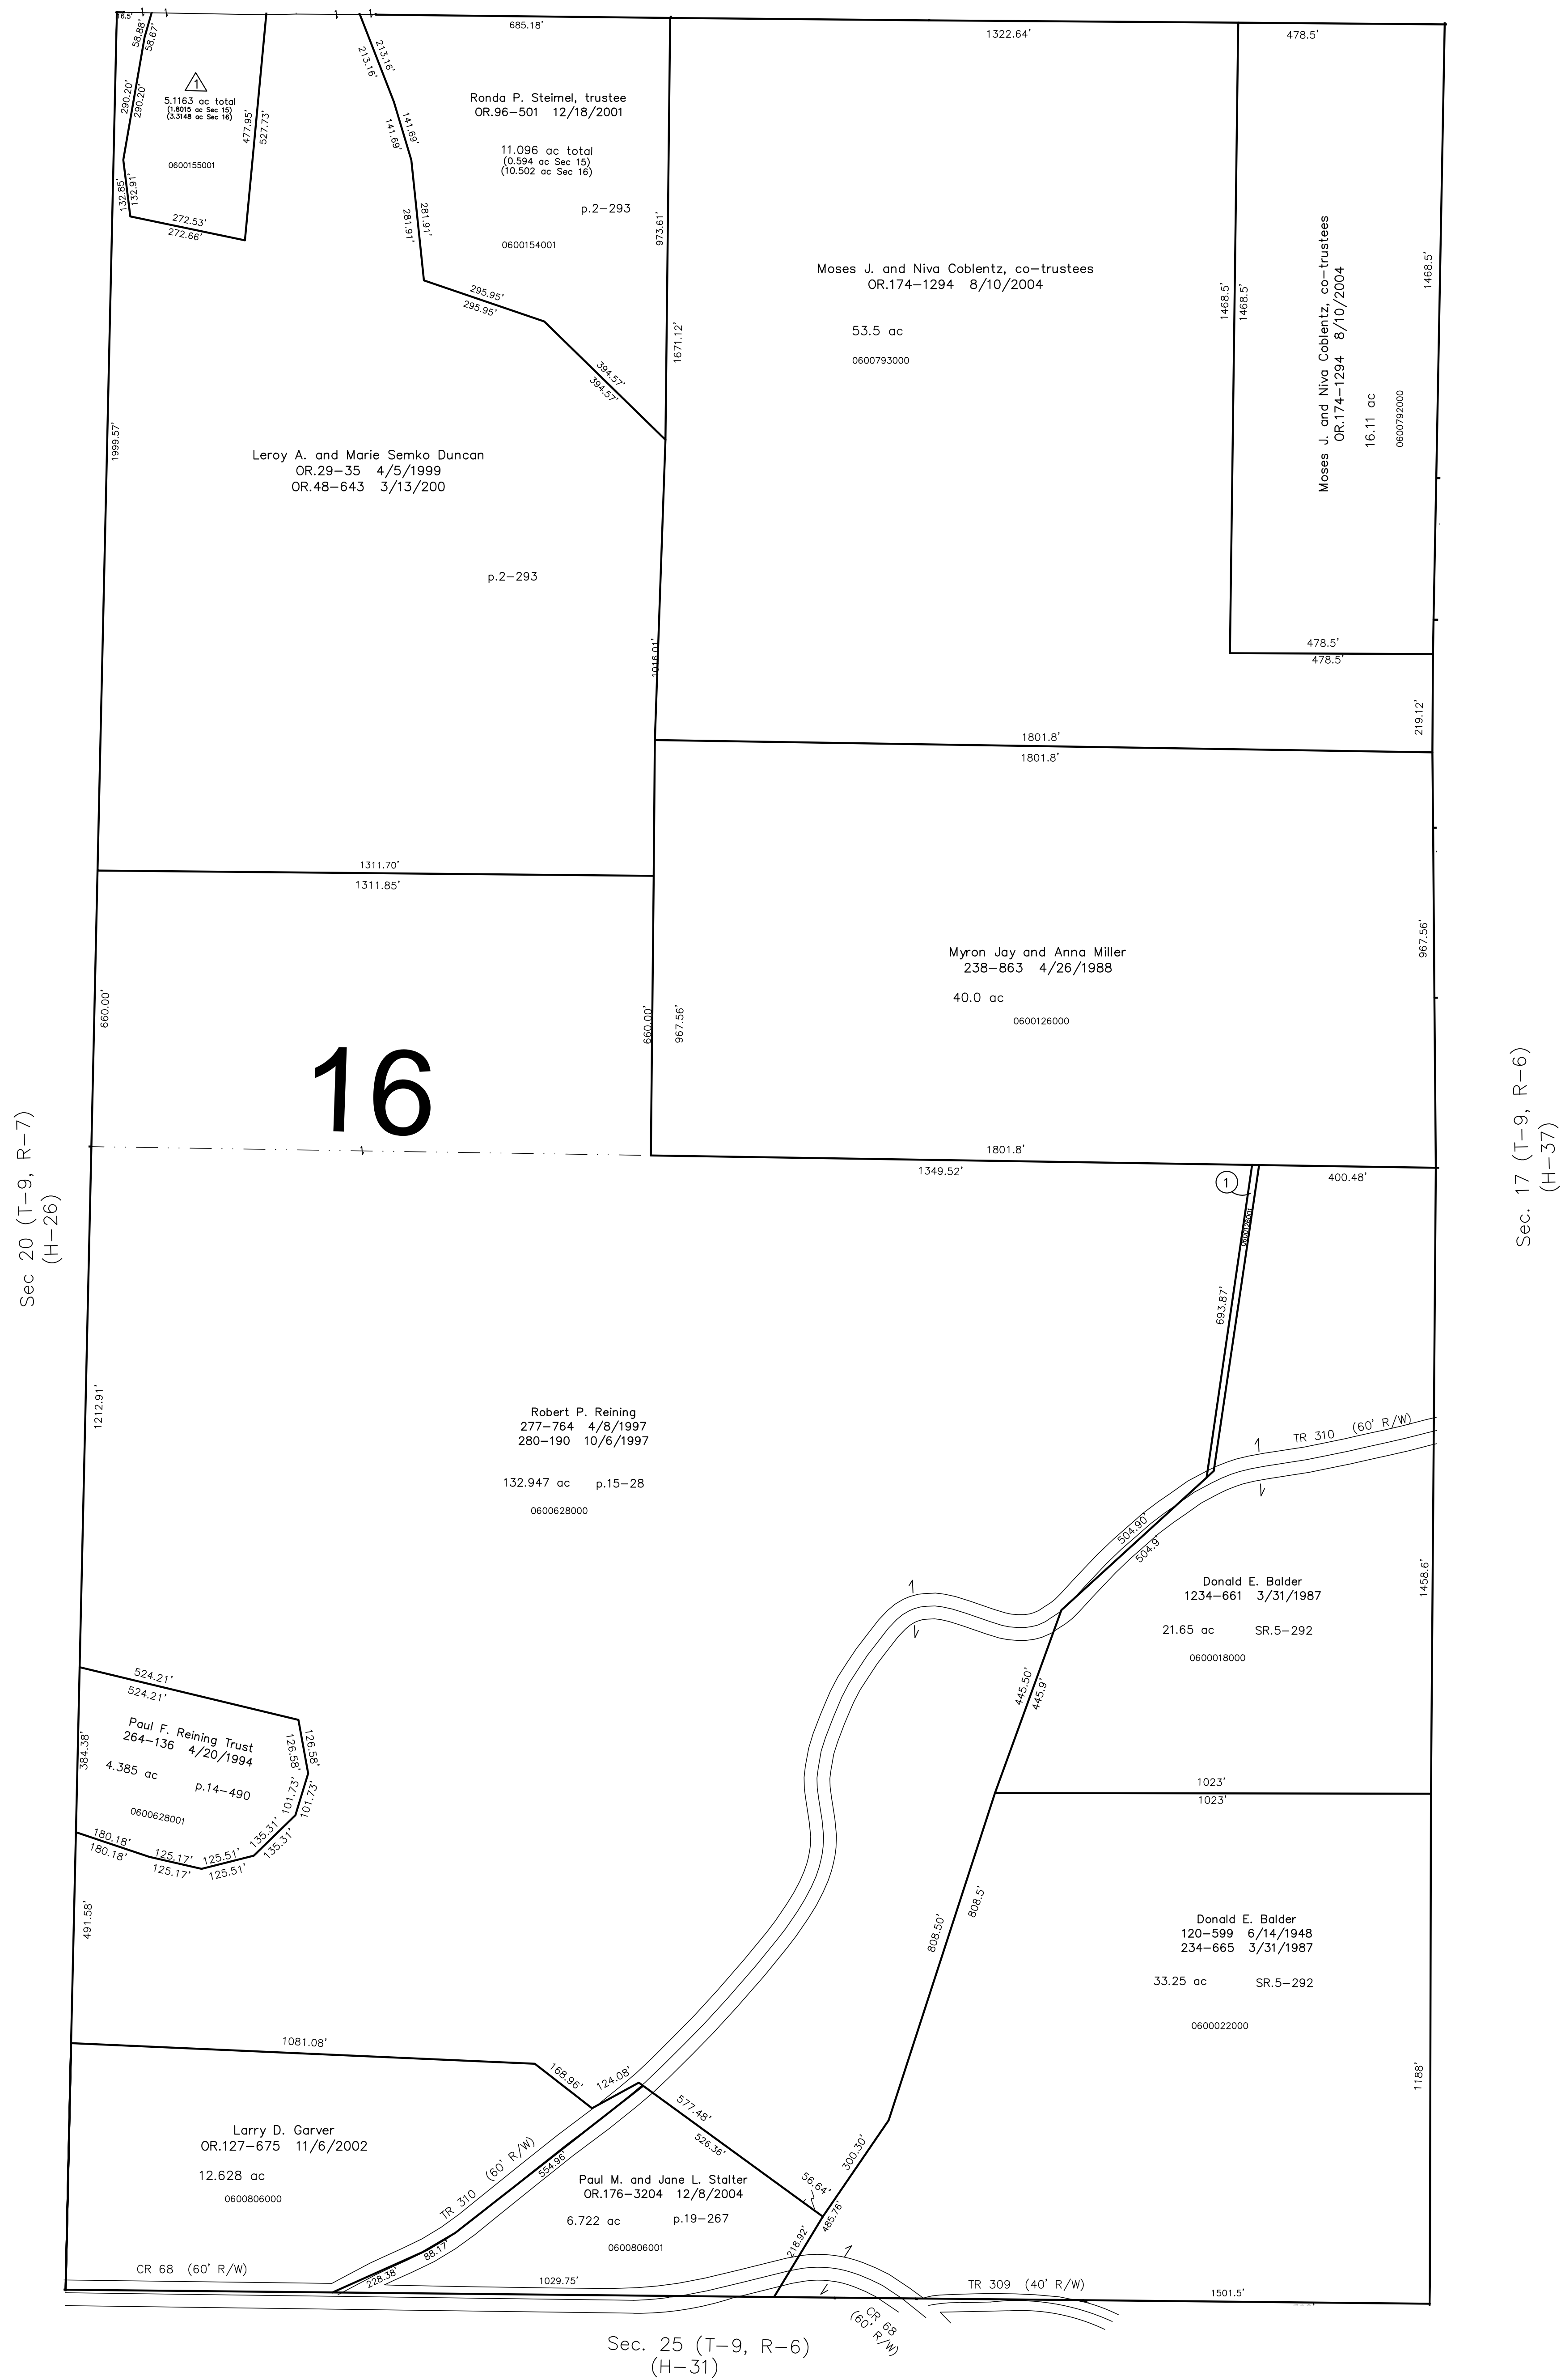 16.5'
58.88'
58.67'
685.18'
1322.64'
478.5'
290.20'
290.20'
1
5.1163 ac total
(1.8015 ac Sec 15)
(3.3148 ac Sec 16)
0600155001
477.95'
527.73'
132.85'
132.91'
272.53'
272.66'
213.16'
213.16'
141.69'
141.69'
281.91'
281.91'
295.95'
295.95'
394.57'
394.57'
Ronda P. Steimel, trustee
OR.96-501 12/18/2001
11.096 ac total
(0.594 ac Sec 15)
(10.502 ac Sec 16)
p.2-293
0600154001
973.61'
1671.12'
Moses J. and Niva Coblentz, co-trustees
OR.174-1294 8/10/2004
53.5 ac
0600793000
1468.5'
1468.5'
Moses J. and Niva Coblentz, co-trustees
OR.174-1294 8/10/2004
16.11 ac
0600792000
1468.5'
478.5'
478.5'
219.12'
1999.57'
Leroy A. and Marie Semko Duncan
OR.29-35 4/5/1999
OR.48-643 3/13/200
p.2-293
1016.01'
1801.8'
1801.8'
1311.70'
1311.85'
660.00'
660.00'
967.56'
Myron Jay and Anna Miller
238-863 4/26/1988
40.0 ac
0600126000
967.56'
16
Sec 20 (T-9, R-7)
(H-26)
Sec. 17 (T-9, R-6)
(H-37)
1801.8'
1349.52'
1
400.48'
0600126001
693.87'
1212.91'
Robert P. Reining
277-764 4/8/1997
280-190 10/6/1997
132.947 ac p.15-28
0600628000
TR 310 (60' R/W)
504.90'
504.9'
Donald E. Balder
1234-661 3/31/1987
21.65 ac SR.5-292
0600018000
1458.6'
445.50'
445.9'
1023'
1023'
524.21'
524.21'
Paul F. Reining Trust
264-136 4/20/1994
4.385 ac p.14-490
0600628001
384.38'
126.58'
126.58'
101.73'
101.73'
135.31'
135.31'
125.51'
125.51'
125.17'
125.17'
180.18'
180.18'
491.58'
808.50'
808.5'
Donald E. Balder
120-599 6/14/1948
234-665 3/31/1987
33.25 ac SR.5-292
0600022000
1188'
1081.08'
168.96'
124.08'
577.48'
526.36'
56.64'
300.30'
485.76'
218.92'
Larry D. Garver
OR.127-675 11/6/2002
12.628 ac
0600806000
TR 310 (60' R/W)
554.96'
88.17'
228.38'
Paul M. and Jane L. Stalter
OR.176-3204 12/8/2004
6.722 ac p.19-267
0600806001
CR 68 (60' R/W)
1029.75'
TR 309 (40' R/W)
1501.5'
CR 68
(60' R/W)
Sec. 25 (T-9, R-6)
(H-31)